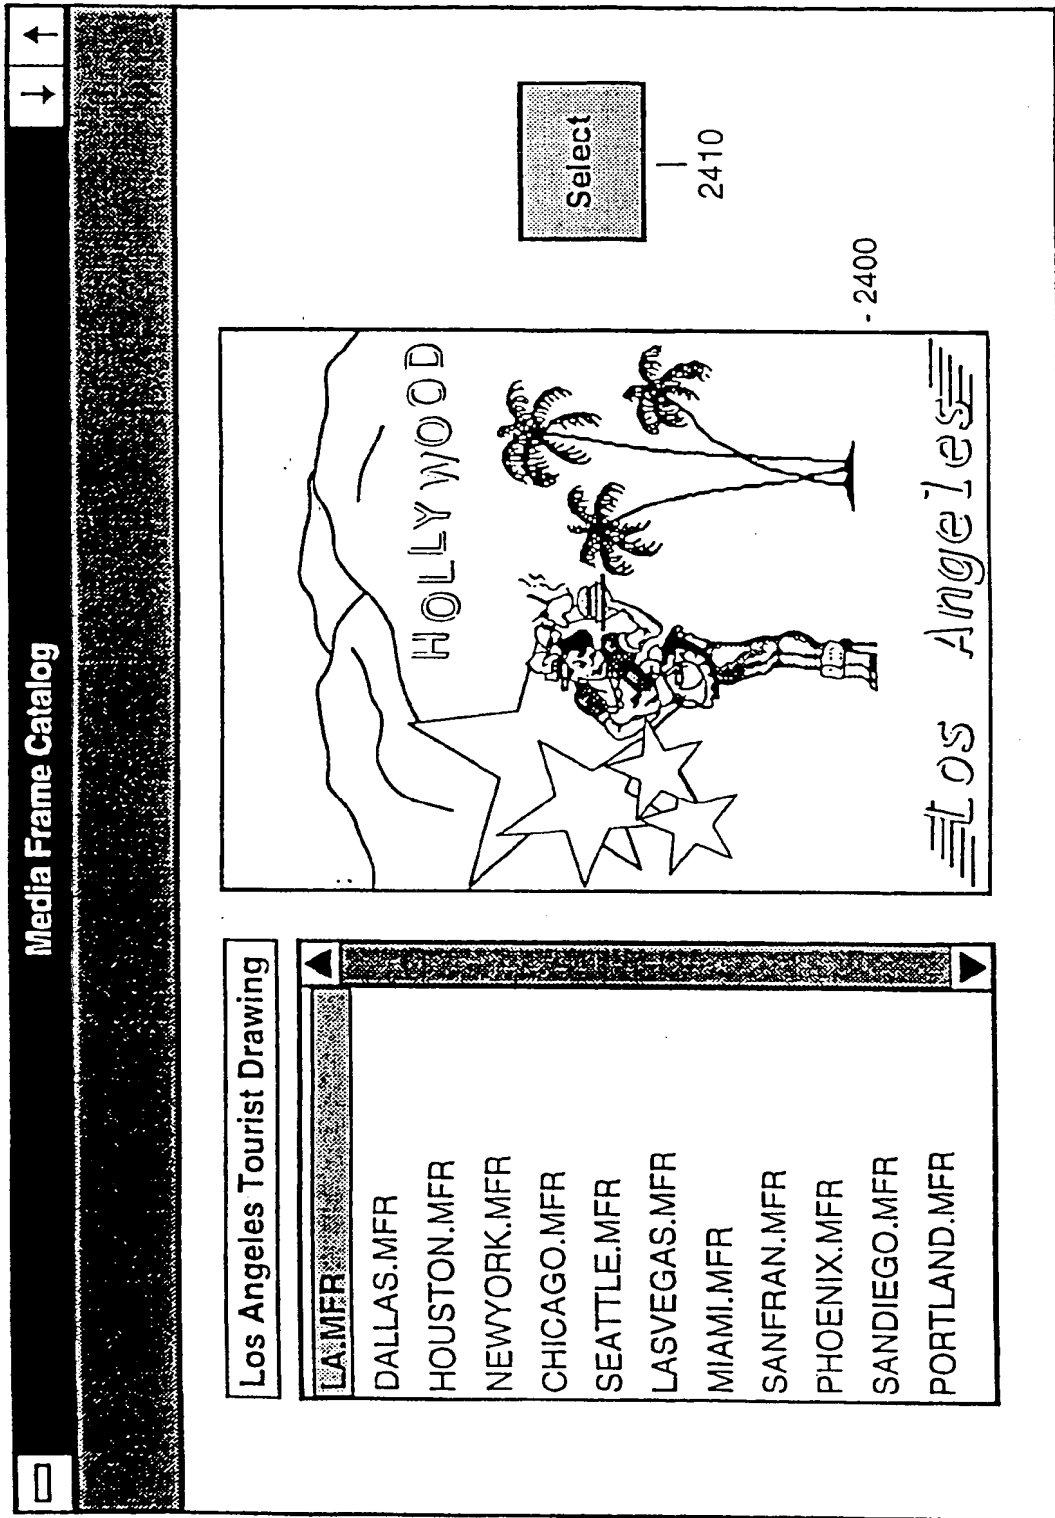 Media Frame Catalog
Los Angeles Tourist Drawing
LA.MFR
DALLAS.MFR
HOUSTON.MFR
NEWYORK.MFR
CHICAGO.MFR
SEATTLE.MFR
LASVEGAS.MFR
MIAMI.MFR
SANFRAN.MFR
PHOENIX.MFR
SANDIEGO.MFR
PORTLAND.MFR
HOLLYWOOD
Los Angeles
- 2400
Select
2410